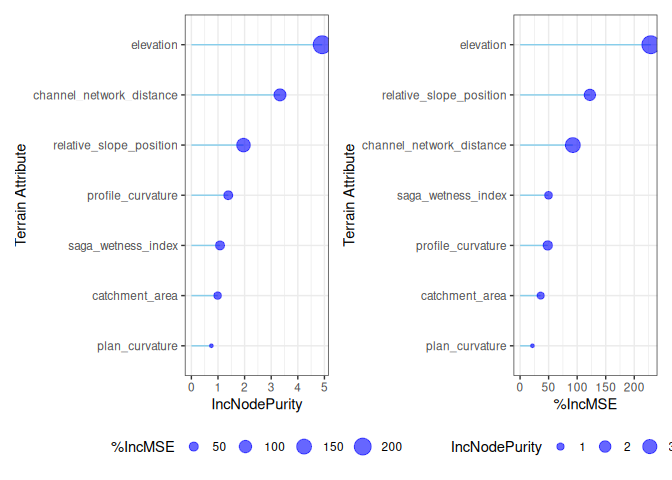 Terrain Attribute
elevation
channel_network_distance
relative_slope_position
profile_curvature
saga_wetness_index
catchment_area
plan_curvature
0 1 2 3 4 5
IncNodePurity
%IncMSE 50 100 150 200
Terrain Attribute
elevation
relative_slope_position
channel_network_distance
saga_wetness_index
profile_curvature
catchment_area
plan_curvature
0 50 100 150 200
%IncMSE
IncNodePurity 1 2 3